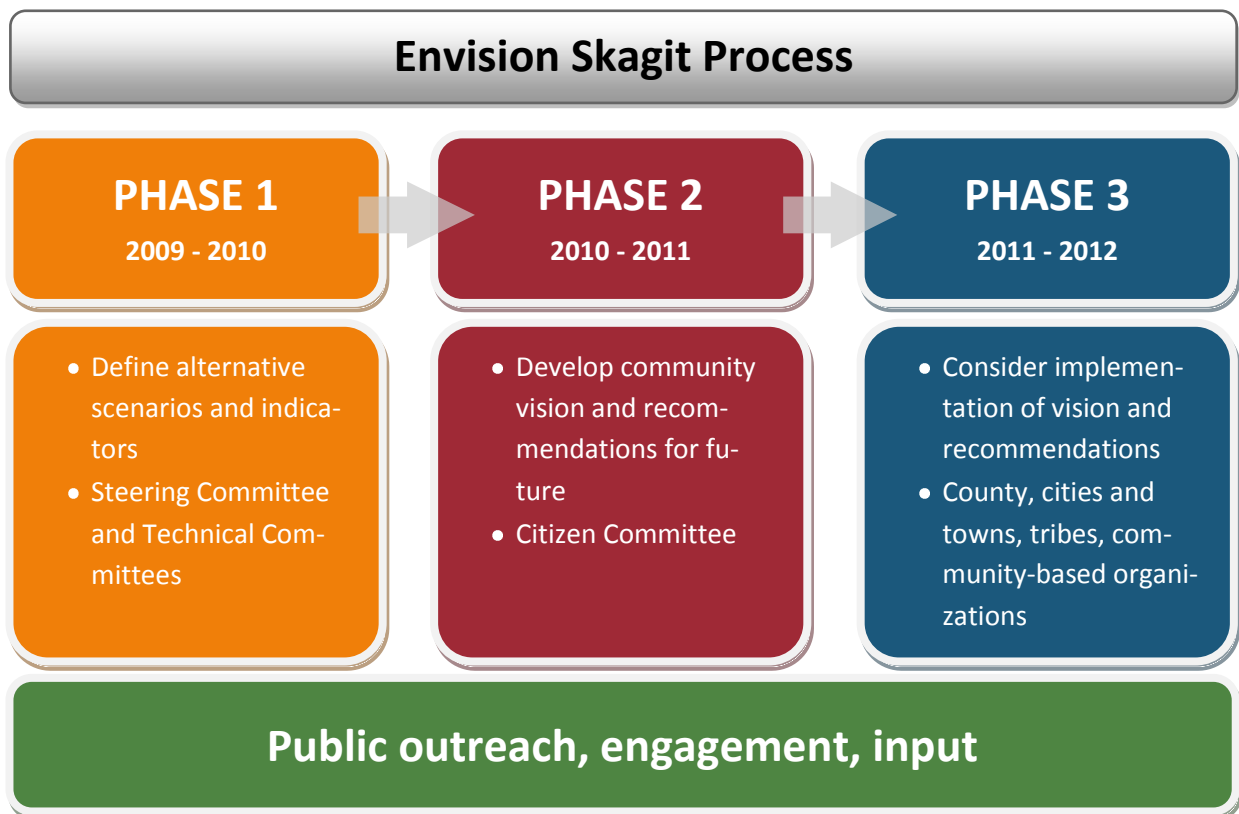 Envision Skagit Process
PHASE 1
2009 - 2010
PHASE 2
2010 - 2011
PHASE 3
2011 - 2012
• Define alternative
scenarios and indica-
tors
• Steering Committee
and Technical Com-
mittees
• Develop community
vision and recom-
mendations for fu-
ture
• Citizen Committee
• Consider implemen-
tation of vision and
recommendations
• County, cities and
towns, tribes, com-
munity-based organi-
zations
Public outreach, engagement, input